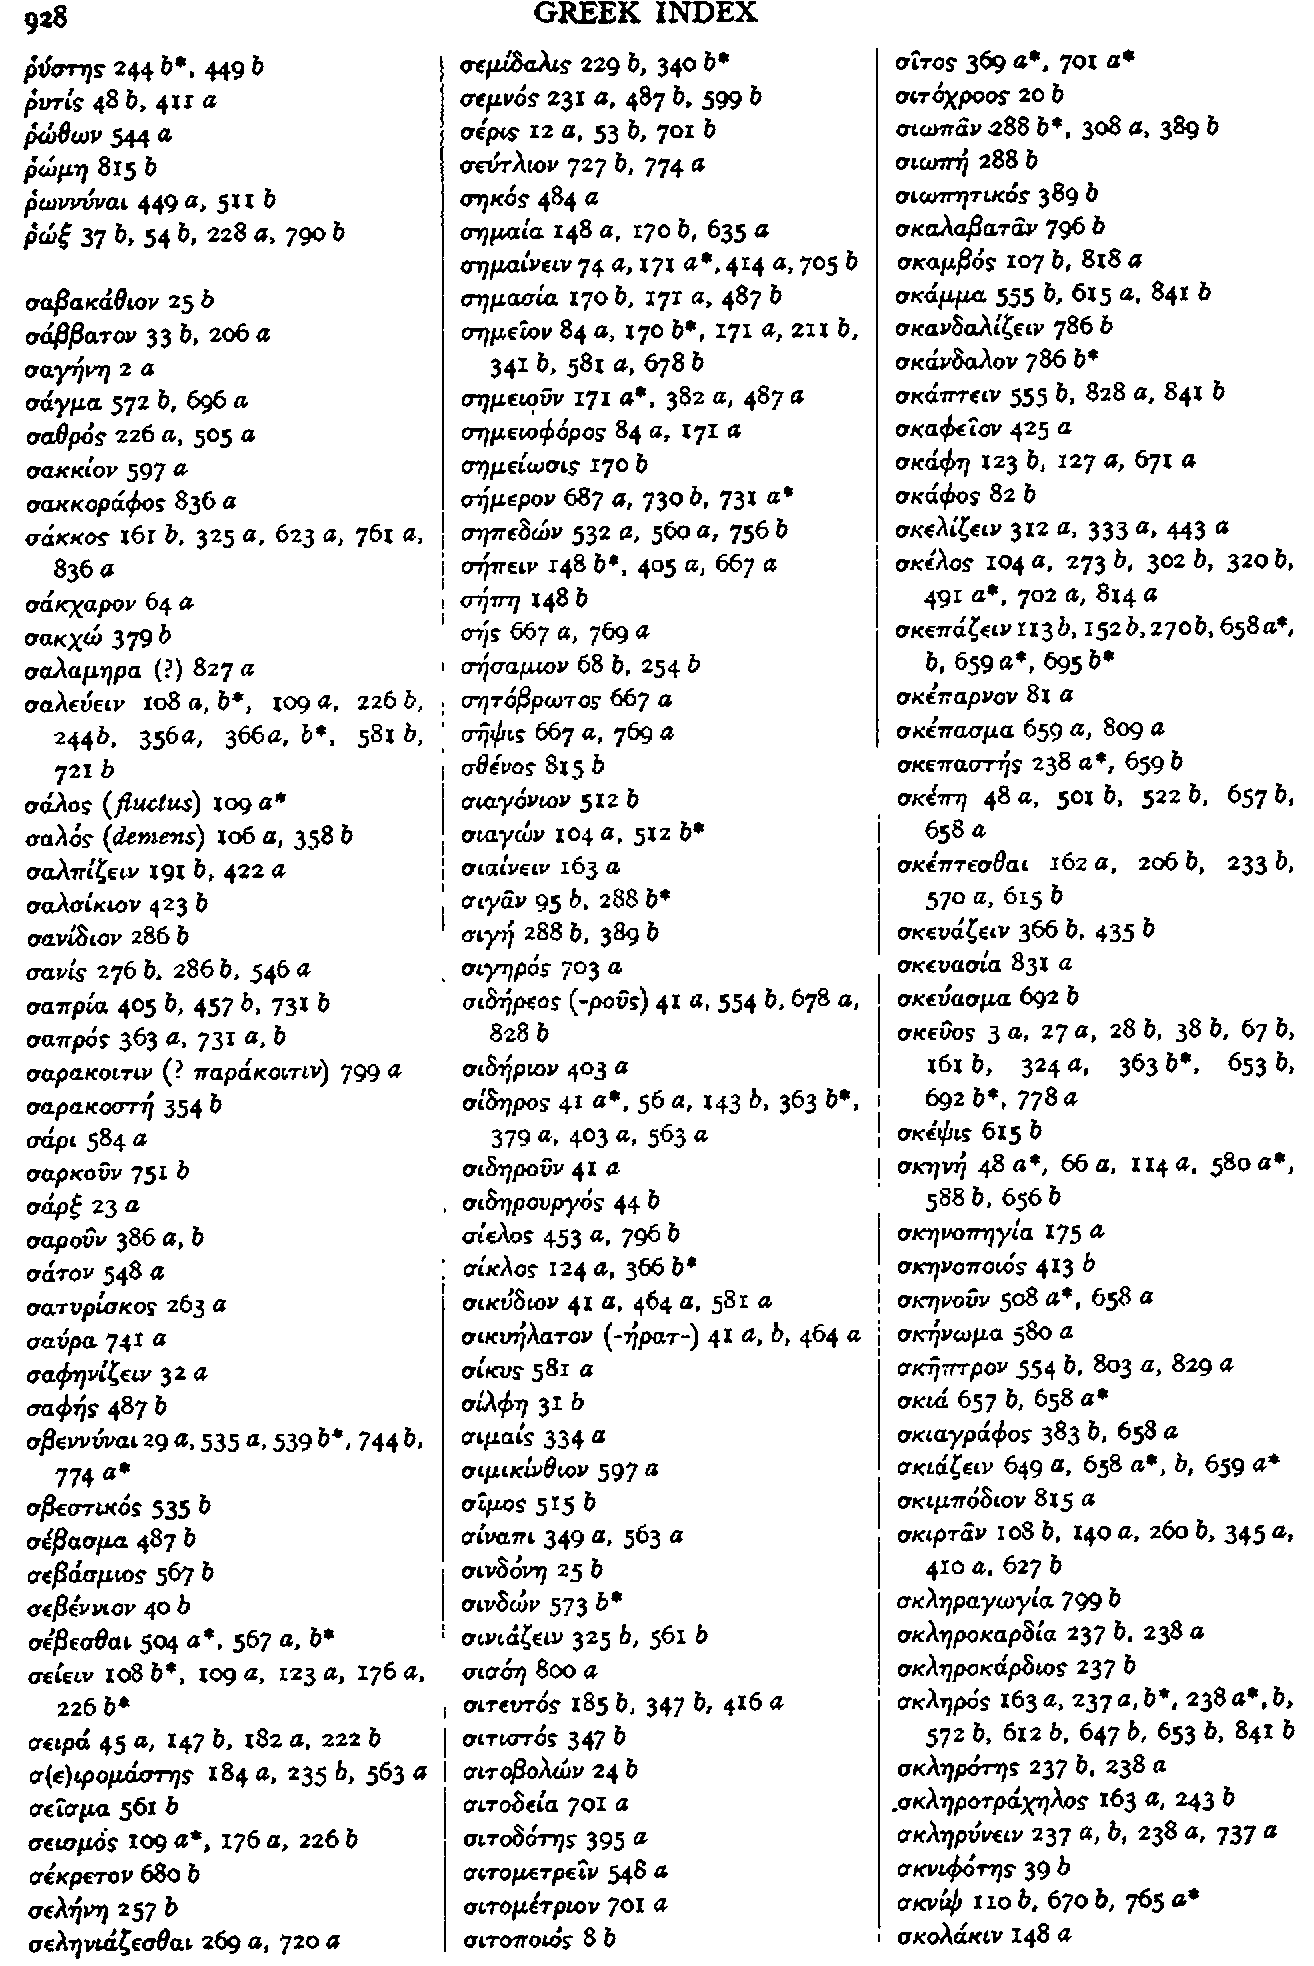 928
GREEK INDEX
ῥύστης 244 b*, 449 b
ῥυτίς 48 b, 411 a
ῥώθων 544 a
ῥώμη 815 b
ῥωννύναι 449 a, 511 b
ῥώξ 37 b, 54 b, 228 a, 790 b
σαβακάθιον 25 b
σάββατον 33 b, 206 a
σαγήνη 2 a
σάγμα 572 b, 696 a
σαθρός 226 a, 505 a
σακκίον 597 a
σακκοράφος 836 a
σάκκος 161 b, 325 a, 623 a, 761 a,
836 a
σάκχαρον 64 a
σακχώ 379 b
σαλαμηρα (?) 827 a
σαλεύειν 108 a, b*, 109 a, 226 b,
244 b, 356 a, 366 a, b*, 581 b,
721 b
σάλος (fluctus) 109 a*
σαλός (demens) 106 a, 358 b
σαλπίζειν 191 b, 422 a
σαλσίκιον 423 b
σανίδιον 286 b
σανίς 276 b, 286 b, 546 a
σαπρία 405 b, 457 b, 731 b
σαπρός 363 a, 731 a, b
σαρακοιτιν (? παράκοιτιν) 799 a
σαρακοστή 354 b
σάρι 584 a
σαρκοῦν 751 b
σάρξ 23 a
σαροῦν 386 a, b
σάτον 548 a
σατυρίσκος 263 a
σαύρα 741 a
σαφηνίζειν 32 a
σαφής 487 b
σβεννύναι 29 a, 535 a, 539 b*, 744 b,
774 a*
σβεστικός 535 b
σέβασμα 487 b
σεβάσμιος 567 b
σεβέννιον 40 b
σέβεσθαι 504 a*, 567 a, b*
σείειν 108 b*, 109 a, 123 a, 176 a,
226 b*
σειρά 45 a, 147 b, 182 a, 222 b
σ(ε)ιρομάστης 184 a, 235 b, 563 a
σεῖσμα 561 b
σεισμός 109 a*, 176 a, 226 b
σέκρετον 680 b
σελήνη 257 b
σεληνιάζεσθαι 269 a, 720 a
σεμίδαλις 229 b, 340 b*
σεμνός 231 a, 487 b, 599 b
σέρις 12 a, 53 b, 701 b
σεύτλιον 727 b, 774 a
σηκός 484 a
σημαία 148 a, 170 b, 635 a
σημαίνειν 74 a, 171 a*, 414 a, 705 b
σημασία 170 b, 171 a, 487 b
σημεῖον 84 a, 170 b*, 171 a, 211 b,
341 b, 581 a, 678 b
σημειοῦν 171 a*, 382 a, 487 a
σημειοφόρος 84 a, 171 a
σημείωσις 170 b
σήμερον 687 a, 730 b, 731 a*
σηπεδών 532 a, 560 a, 756 b
σήπειν 148 b*, 405 a, 667 a
σήπη 148 b
σής 667 a, 769 a
σήσαμιον 68 b, 254 b
σητόβρωτος 667 a
σῆψις 667 a, 769 a
σθένος 815 b
σιαγόνιον 512 b
σιαγών 104 a, 512 b*
σιαίνειν 163 a
σιγᾶν 95 b, 288 b*
σιγή 288 b, 389 b
σιγηρός 703 a
σιδήρεος (-ροῦς) 41 a, 554 b, 678 a,
828 b
σιδήριον 403 a
σίδηρος 41 a*, 56 a, 143 b, 363 b*,
379 a, 403 a, 563 a
σιδηροῦν 41 a
σιδηρουργός 44 b
σίελος 453 a, 796 b
σίκλος 124 a, 366 b*
σικύδιον 41 a, 464 a, 581 a
σικυήλατον (-ήρατ-) 41 a, b, 464 a
σίκυς 581 a
σίλφη 31 b
σιμαίς 334 a
σιμικίνθιον 597 a
σῖμος 515 b
σίναπι 349 a, 563 a
σινδόνη 25 b
σινδών 573 b*
σινιάζειν 325 b, 561 b
σισόη 800 a
σιτευτός 185 b, 347 b, 416 a
σιτιστός 347 b
σιτοβολών 24 b
σιτοδεία 701 a
σιτοδότης 395 a
σιτομετρεῖν 548 a
σιτομέτριον 701 a
σιτοποιός 8 b
σῖτος 369 a*, 701 a*
σιτόχροος 20 b
σιωπᾶν 288 b*, 308 a, 389 b
σιωπή 288 b
σιωπητικός 389 b
σκαλαβατᾶν 796 b
σκαμβός 107 b, 818 a
σκάμμα 555 b, 615 a, 841 b
σκανδαλίζειν 786 b
σκάνδαλον 786 b*
σκάπτειν 555 b, 828 a, 841 b
σκαφεῖον 425 a
σκάφη 123 b, 127 a, 671 a
σκάφος 82 b
σκελίζειν 312 a, 333 a, 443 a
σκέλος 104 a, 273 b, 302 b, 320 b,
491 a*, 702 a, 814 a
σκεπάζειν 113 b, 152 b, 270 b, 658 a*,
b, 659 a*, 695 b*
σκέπαρνον 81 a
σκέπασμα 659 a, 809 a
σκεπαστής 238 a*, 659 b
σκέπη 48 a, 501 b, 522 b, 657 b,
658 a
σκέπτεσθαι 162 a, 206 b, 233 b,
570 a, 615 b
σκευάζειν 366 b, 435 b
σκευασία 831 a
σκεύασμα 692 b
σκεῦος 3 a, 27 a, 28 b, 38 b, 67 b,
161 b, 324 a, 363 b*, 653 b,
692 b*, 778 a
σκέψις 615 b
σκηνή 48 a*, 66 a, 114 a, 580 a*,
588 b, 656 b
σκηνοπηγία 175 a
σκηνοποιός 413 b
σκηνοῦν 508 a*, 658 a
σκήνωμα 580 a
σκῆπτρον 554 b, 803 a, 829 a
σκιά 657 b, 658 a*
σκιαγράφος 383 b, 658 a
σκιάζειν 649 a, 658 a*, b, 659 a*
σκιμπόδιον 815 a
σκιρτᾶν 108 b, 140 a, 260 b, 345 a,
410 a, 627 b
σκληραγωγία 799 b
σκληροκαρδία 237 b, 238 a
σκληροκάρδιος 237 b
σκληρός 163 a, 237 a, b*, 238 a*, b,
572 b, 612 b, 647 b, 653 b, 841 b
σκληρότης 237 b, 238 a
σκληροτράχηλος 163 a, 243 b
σκληρύνειν 237 a, b, 238 a, 737 a
σκνιφότης 39 b
σκνίψ 110 b, 670 b, 765 a*
σκολάκιν 148 a